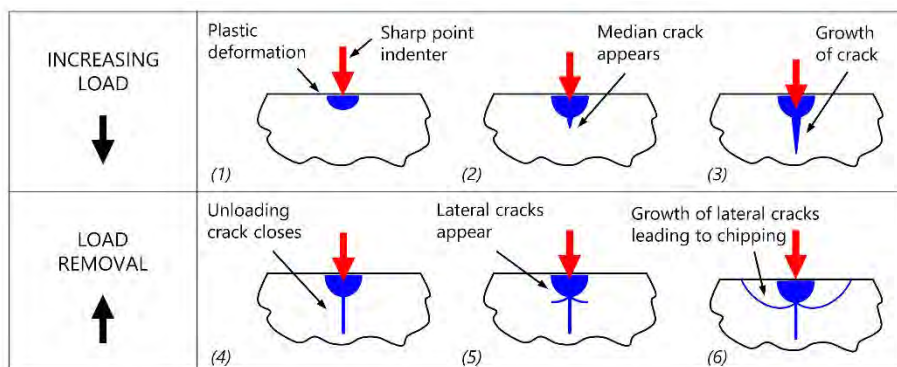 INCREASING
LOAD
Plastic
deformation
Sharp point
indenter
(1)
Median crack
appears
(2)
Growth
of crack
(3)
LOAD
REMOVAL
Unloading
crack closes
(4)
Lateral cracks
appear
(5)
Growth of lateral cracks
leading to chipping
(6)